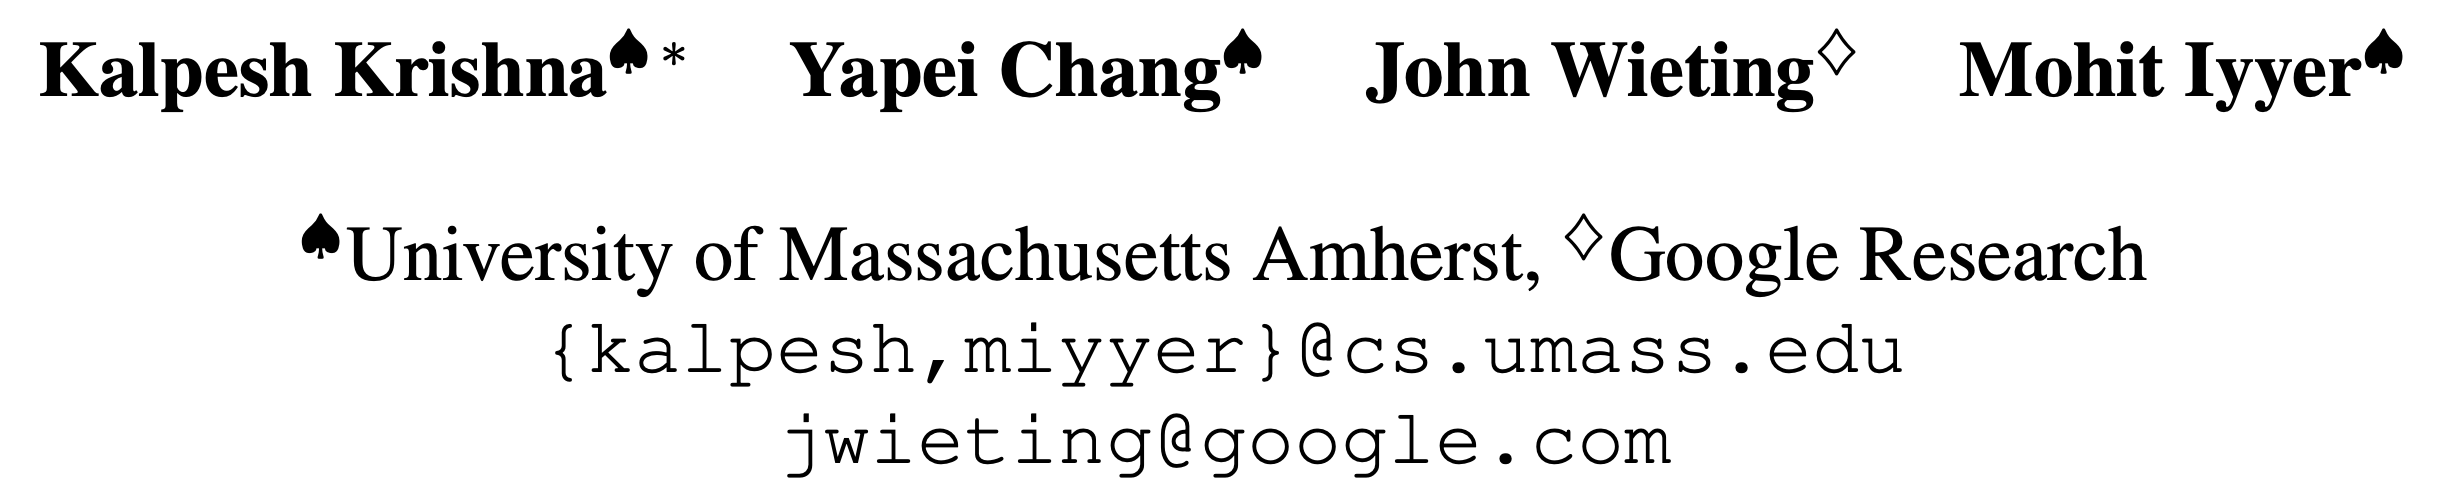 Kalpesh Krishna♠* Yapei Chang♠ John Wieting♢ Mohit Iyyer♠
♠University of Massachusetts Amherst, ♢Google Research
{kalpesh,miyyer}@cs.umass.edu
jwieting@google.com